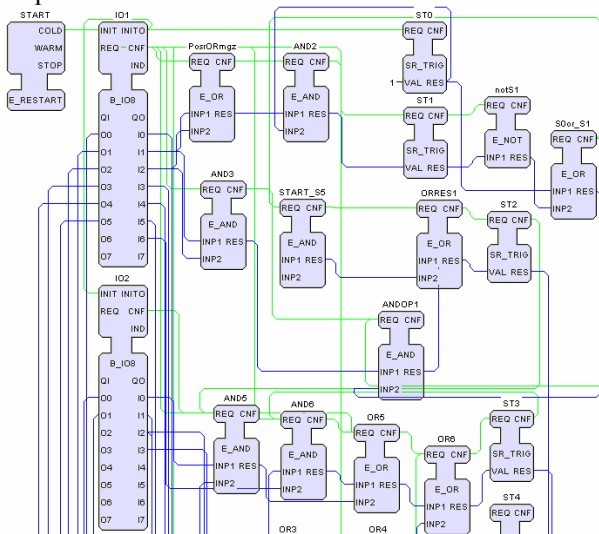 START
COLD
WARM
STOP
E_RESTART
IO1
INIT INITO
REQ CNF
IND
B_IO8
QI QO
O0 I0
O1 I1
O2 I2
O3 I3
O4 I4
O5 I5
O6 I6
O7 I7
PosrORmgz
REQ CNF
E_OR
INP1 RES
INP2
AND2
REQ CNF
E_AND
INP1 RES
INP2
ST0
REQ CNF
SR_TRIG
1
VAL RES
ST1
REQ CNF
SR_TRIG
VAL RES
notS1
REQ CNF
E_NOT
INP1 RES
S0or_S1
REQ CNF
E_OR
INP1 RES
INP2
AND3
REQ CNF
E_AND
INP1 RES
INP2
START_S5
REQ CNF
E_AND
INP1 RES
INP2
ORRES1
REQ CNF
E_OR
INP1 RES
INP2
ST2
REQ CNF
SR_TRIG
VAL RES
ANDOP1
REQ CNF
E_AND
INP1 RES
INP2
IO2
INIT INITO
REQ CNF
IND
B_IO8
QI QO
O0 I0
O1 I1
O2 I2
O3 I3
O4 I4
O5 I5
O6 I6
O7 I7
AND5
REQ CNF
E_AND
INP1 RES
INP2
AND6
REQ CNF
E_AND
INP1 RES
INP2
OR5
REQ CNF
E_OR
INP1 RES
INP2
OR6
REQ CNF
E_OR
INP1 RES
INP2
ST3
REQ CNF
SR_TRIG
VAL RES
ST4
REQ CNF
OR3
OR4